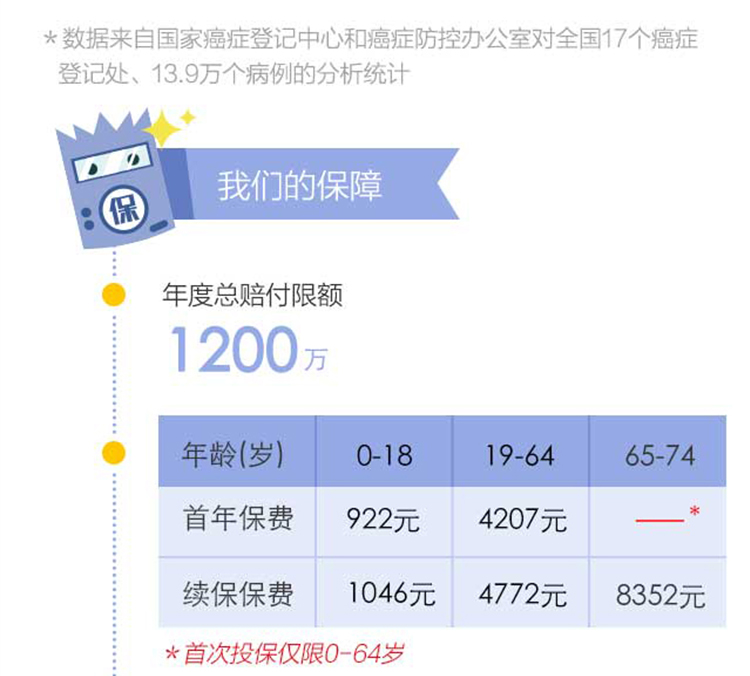 *数据来自国家癌症登记中心和癌症防控办公室对全国17个癌症
登记处、13.9万个病例的分析统计
保
我们的保障
年度总赔付限额
1200万
年龄(岁) 0-18 19-64 65-74
首年保费 922元 4207元 ——*
续保保费 1046元 4772元 8352元
*首次投保仅限0-64岁